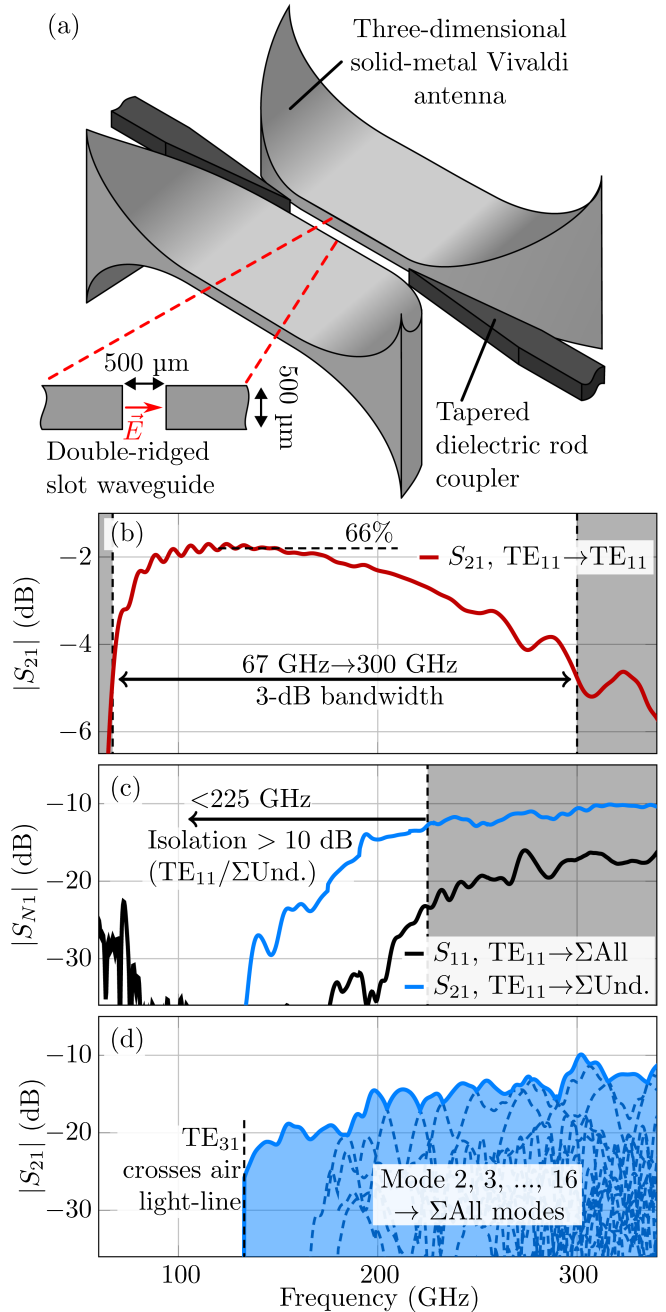 (a)
Three-dimensional
solid-metal Vivaldi
antenna
500 µm
500 µm
E⃗
Double-ridged
slot waveguide
Tapered
dielectric rod
coupler
(b)
66%
S₂₁, TE₁₁→TE₁₁
67 GHz→300 GHz
3-dB bandwidth
|S₂₁| (dB)
−2
−4
−6
(c)
<225 GHz
Isolation > 10 dB
(TE₁₁/ΣUnd.)
S₁₁, TE₁₁→ΣAll
S₂₁, TE₁₁→ΣUnd.
|S_N1| (dB)
−10
−20
−30
(d)
TE₃₁
crosses air
light-line
Mode 2, 3, ..., 16
→ ΣAll modes
|S₂₁| (dB)
−10
−20
−30
100
200
300
Frequency (GHz)